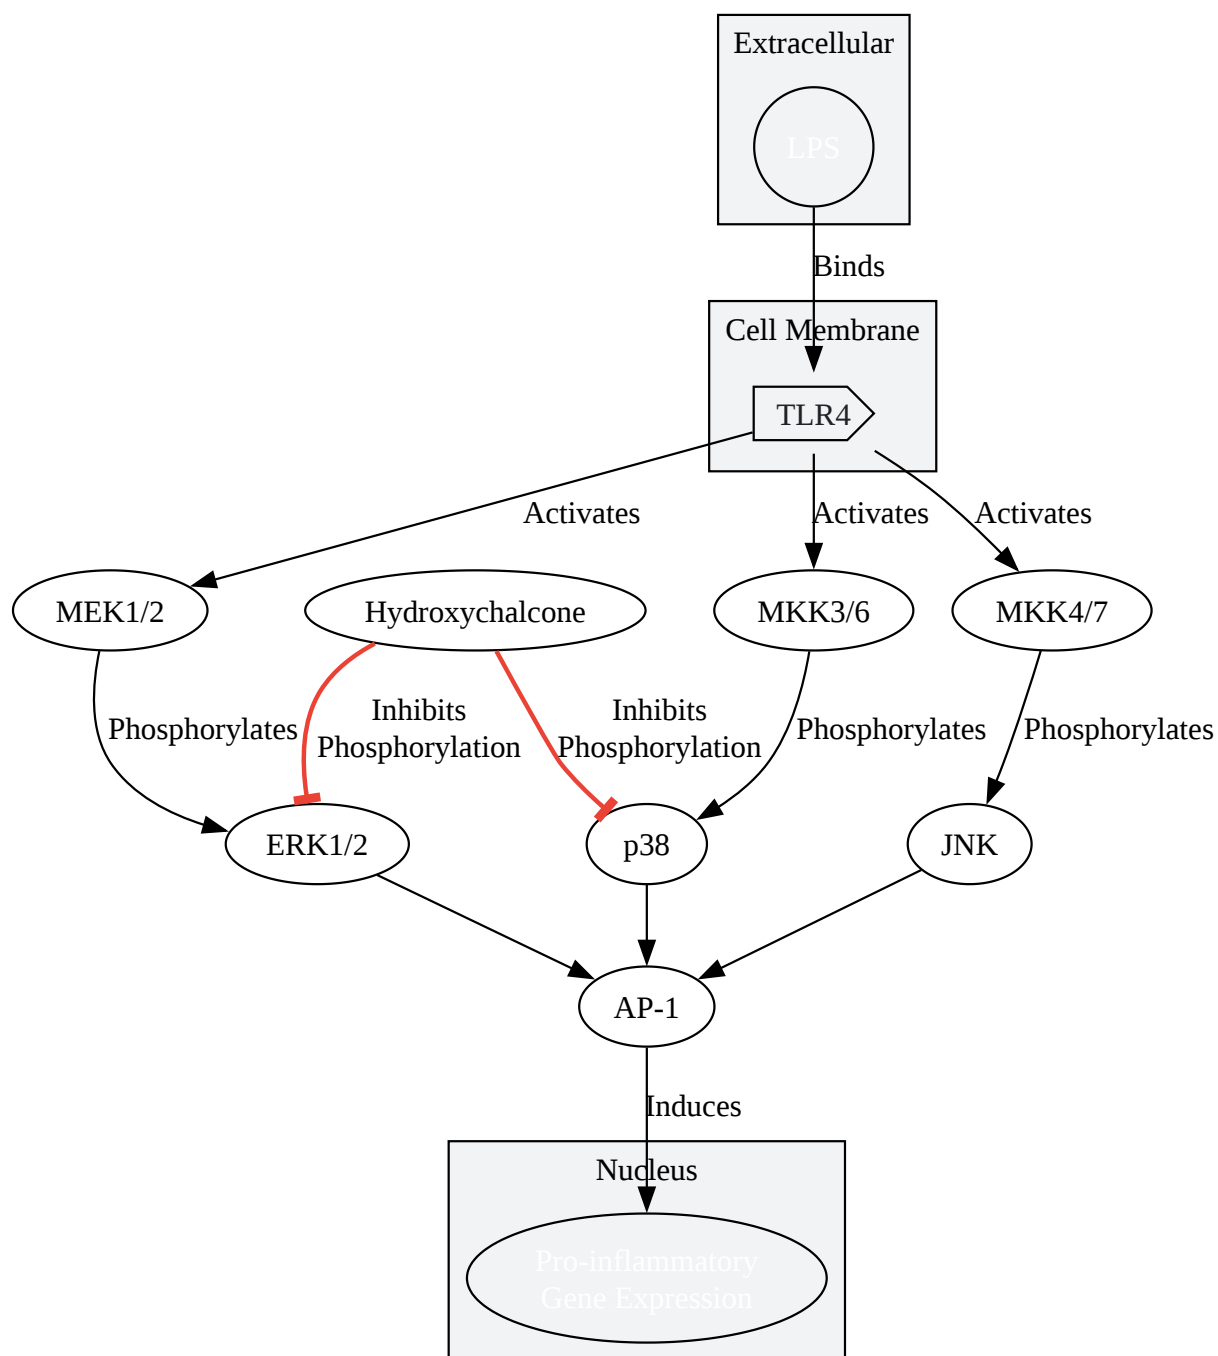 Extracellular
LPS
Binds
Cell Membrane
TLR4
Activates
Activates
Activates
MEK1/2
Hydroxychalcone
MKK3/6
MKK4/7
Phosphorylates
Inhibits
Phosphorylation
Inhibits
Phosphorylation
Phosphorylates
Phosphorylates
ERK1/2
p38
JNK
AP-1
Induces
Nucleus
Pro-inflammatory
Gene Expression